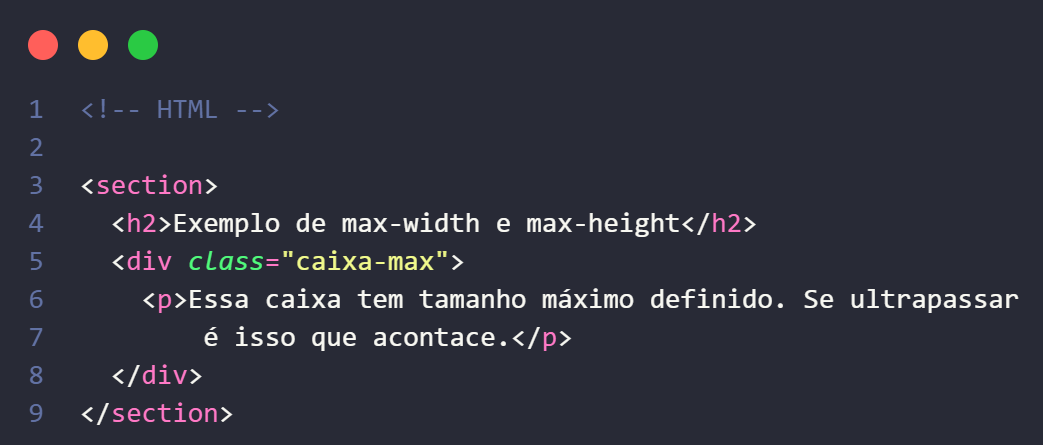 1 <!-- HTML -->
2
3 <section>
4   <h2>Exemplo de max-width e max-height</h2>
5   <div class="caixa-max">
6     <p>Essa caixa tem tamanho máximo definido. Se ultrapassar
7         é isso que acontace.</p>
8   </div>
9 </section>